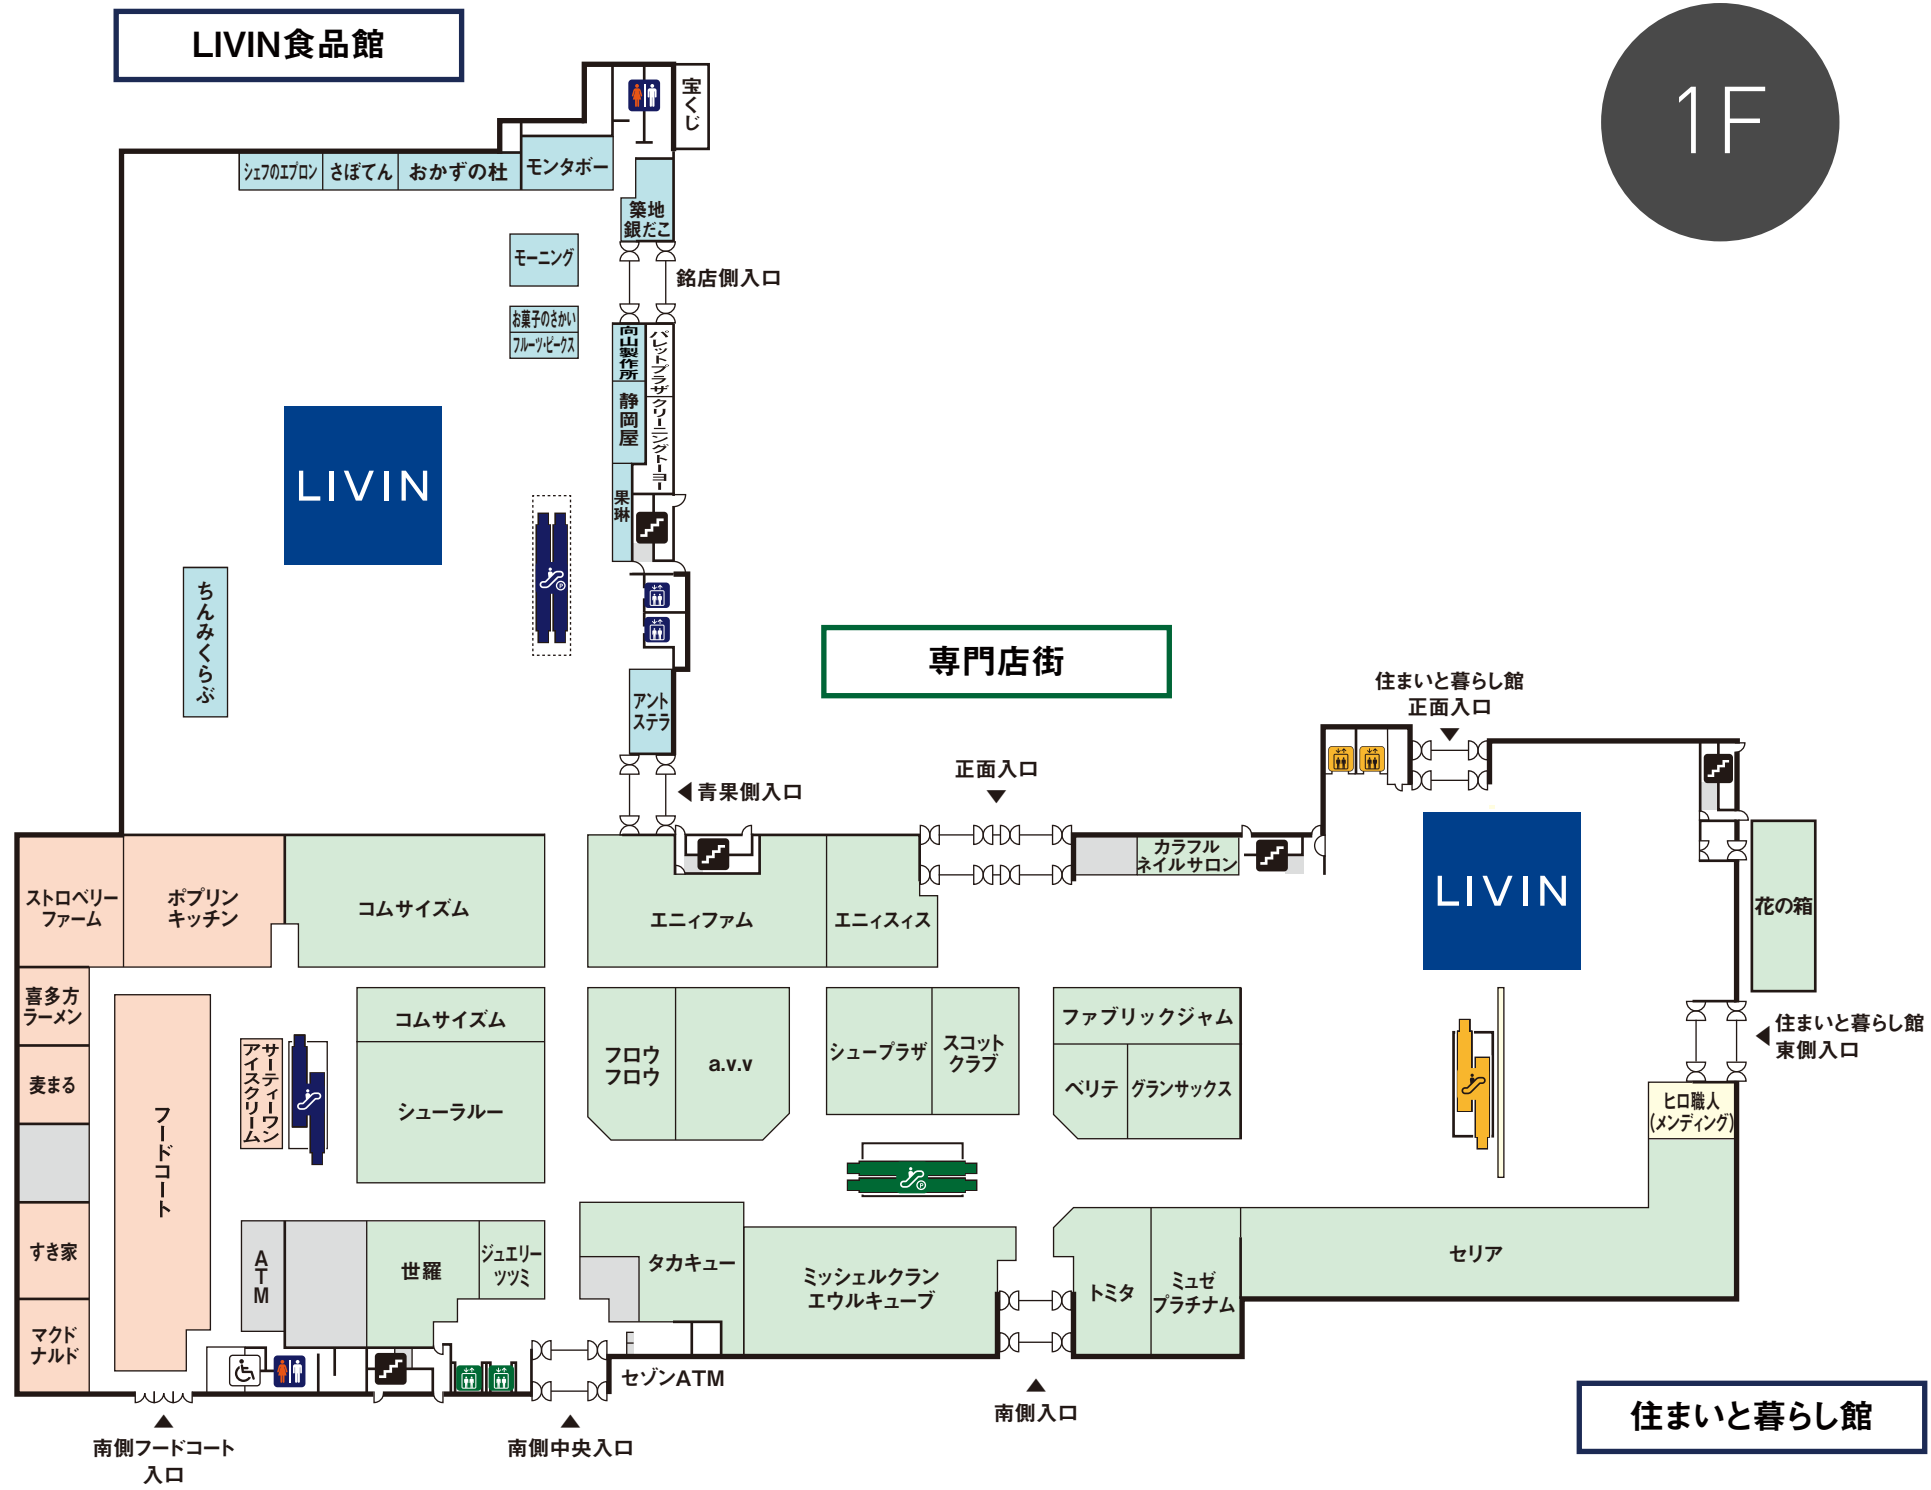 LIVIN食品館
1F
宝くじ
シェフのエプロン
さぼてん
おかずの杜
モンタボー
築地
銀だこ
モーニング
銘店側入口
お菓子のさかい
フルーツ・ピークス
向山製作所
パレットプラザ
静岡屋
クリーニングトーヨー
LIVIN
果琳
ちんみくらぶ
専門店街
アント
ステラ
住まいと暮らし館
正面入口
青果側入口
正面入口
カラフル
ネイルサロン
LIVIN
花の箱
ストロベリー
ファーム
ポプリン
キッチン
コムサイズム
エニィファム
エニィスィス
喜多方
ラーメン
コムサイズム
フロウ
フロウ
a.v.v
シュープラザ
スコット
クラブ
ファブリックジャム
住まいと暮らし館
東側入口
麦まる
サーティーワン
アイスクリーム
シューラルー
ベリテ
グランサックス
ヒロ職人
(メンディング)
フードコート
すき家
ATM
世羅
ジュエリー
ツツミ
タカキュー
ミッシェルクラン
エウルキューブ
トミタ
ミュゼ
プラチナム
セリア
マクド
ナルド
セゾンATM
南側フードコート
入口
南側中央入口
南側入口
住まいと暮らし館